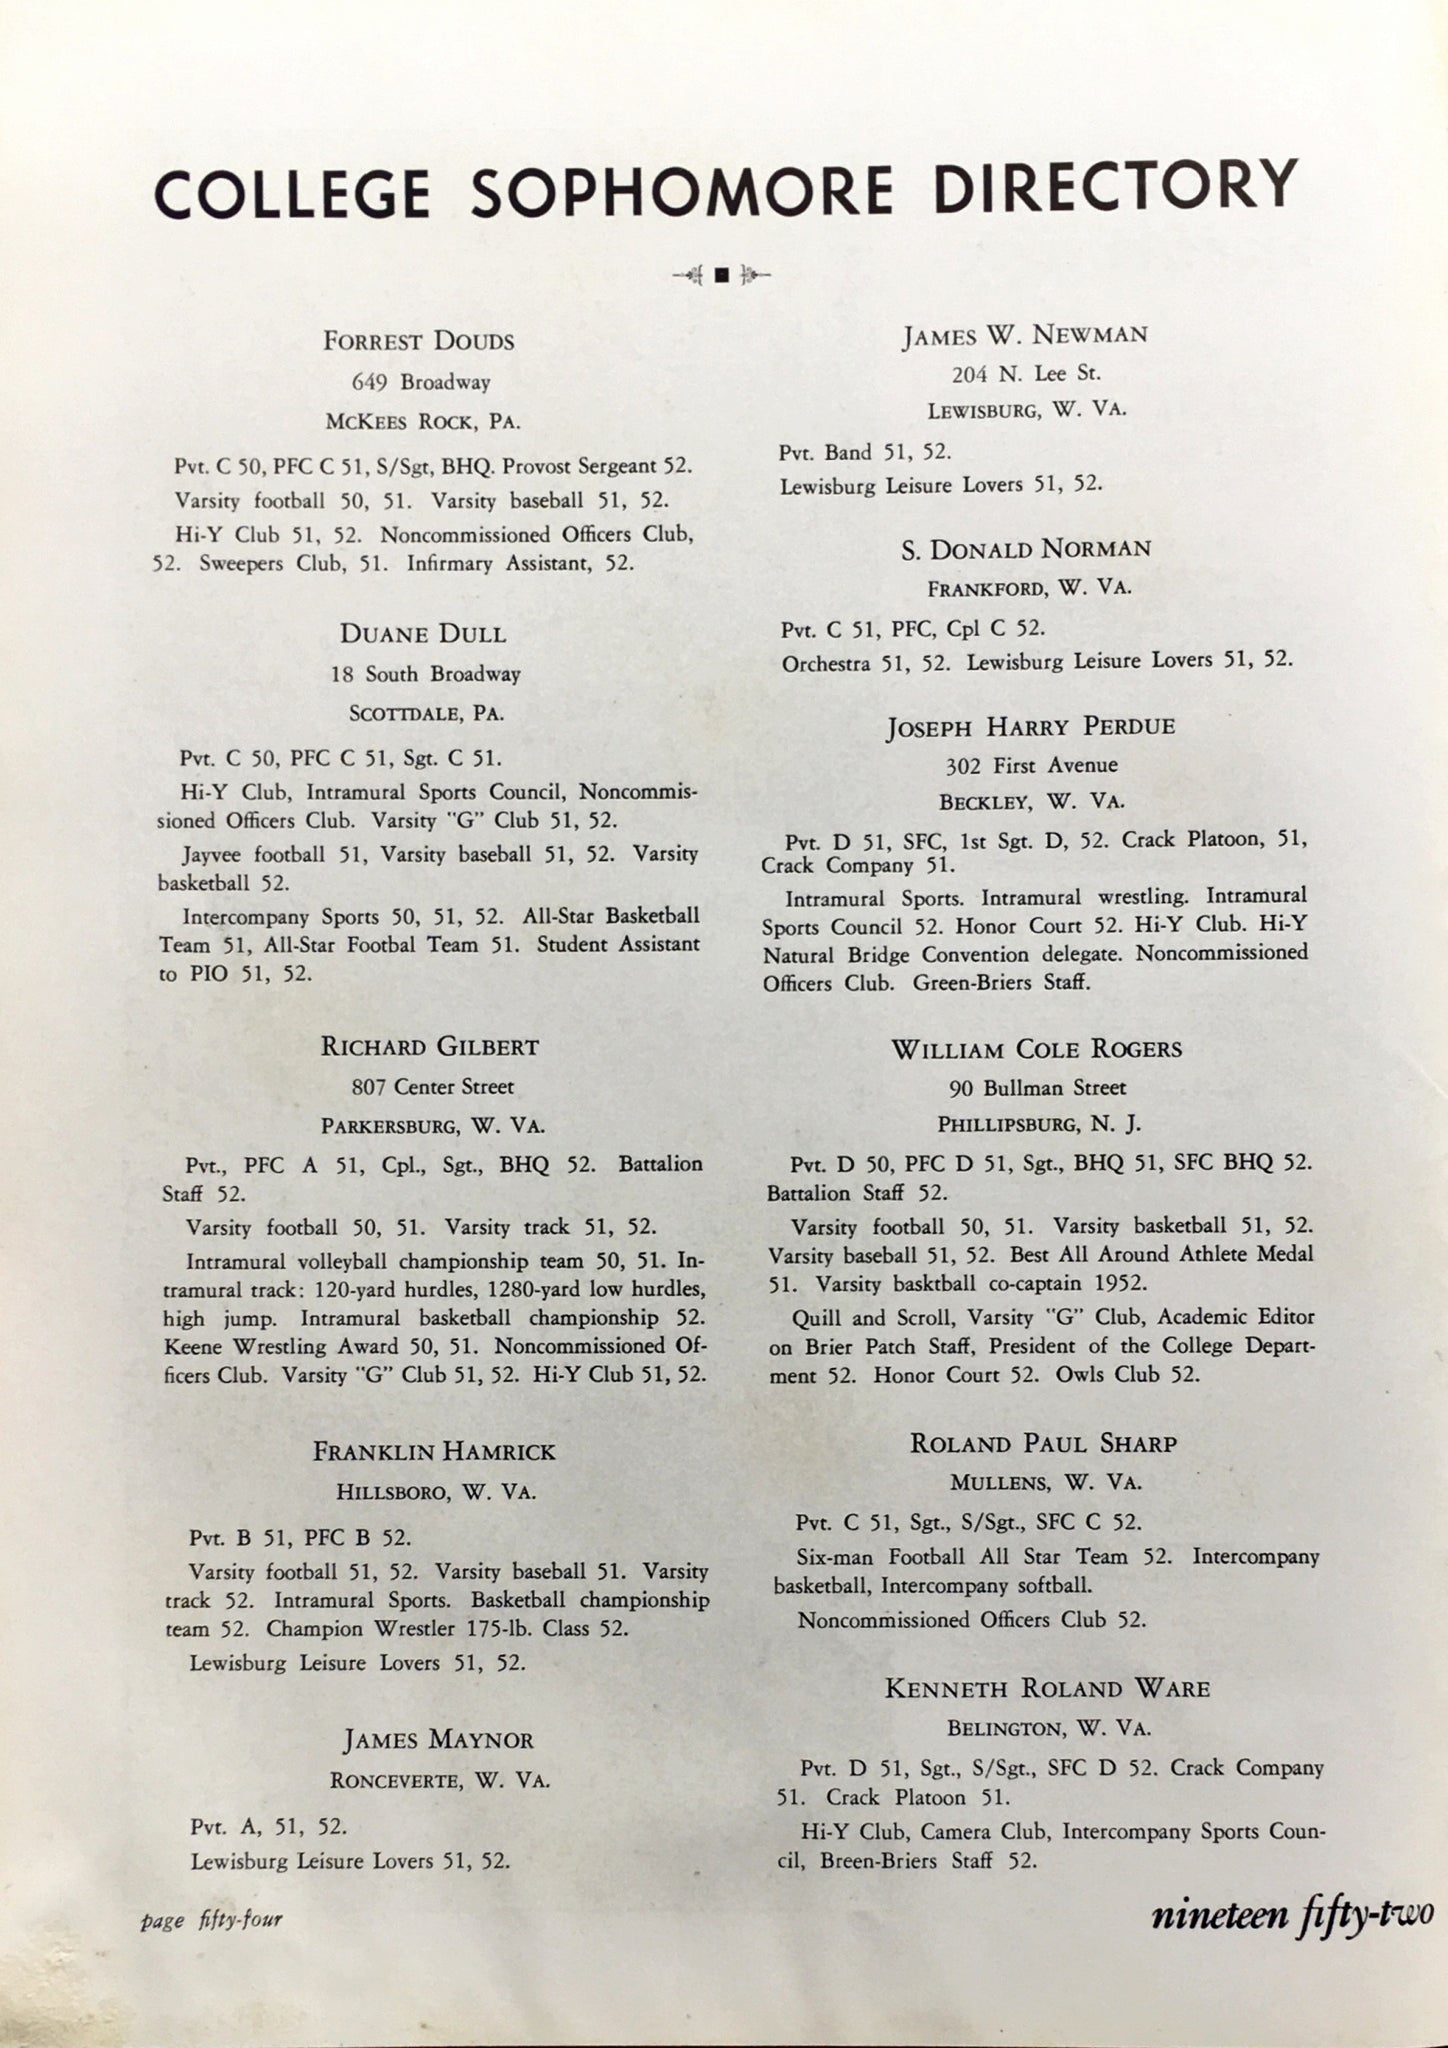 COLLEGE SOPHOMORE DIRECTORY
FORREST DOUDS
649 Broadway
MCKEES ROCK, PA.
Pvt. C 50, PFC C 51, S/Sgt, BHQ. Provost Sergeant 52.
Varsity football 50, 51. Varsity baseball 51, 52.
Hi-Y Club 51, 52. Noncommissioned Officers Club,
52. Sweepers Club, 51. Infirmary Assistant, 52.
DUANE DULL
18 South Broadway
SCOTTDALE, PA.
Pvt. C 50, PFC C 51, Sgt. C 51.
Hi-Y Club, Intramural Sports Council, Noncommis-
sioned Officers Club. Varsity "G" Club 51, 52.
Jayvee football 51, Varsity baseball 51, 52. Varsity
basketball 52.
Intercompany Sports 50, 51, 52. All-Star Basketball
Team 51, All-Star Footbal Team 51. Student Assistant
to PIO 51, 52.
RICHARD GILBERT
807 Center Street
PARKERSBURG, W. VA.
Pvt., PFC A 51, Cpl., Sgt., BHQ 52. Battalion
Staff 52.
Varsity football 50, 51. Varsity track 51, 52.
Intramural volleyball championship team 50, 51. In-
tramural track: 120-yard hurdles, 1280-yard low hurdles,
high jump. Intramural basketball championship 52.
Keene Wrestling Award 50, 51. Noncommissioned Of-
ficers Club. Varsity "G" Club 51, 52. Hi-Y Club 51, 52.
FRANKLIN HAMRICK
HILLSBORO, W. VA.
Pvt. B 51, PFC B 52.
Varsity football 51, 52. Varsity baseball 51. Varsity
track 52. Intramural Sports. Basketball championship
team 52. Champion Wrestler 175-lb. Class 52.
Lewisburg Leisure Lovers 51, 52.
JAMES MAYNOR
RONCEVERTE, W. VA.
Pvt. A, 51, 52.
Lewisburg Leisure Lovers 51, 52.
JAMES W. NEWMAN
204 N. Lee St.
LEWISBURG, W. VA.
Pvt. Band 51, 52.
Lewisburg Leisure Lovers 51, 52.
S. DONALD NORMAN
FRANKFORD, W. VA.
Pvt. C 51, PFC, Cpl C 52.
Orchestra 51, 52. Lewisburg Leisure Lovers 51, 52.
JOSEPH HARRY PERDUE
302 First Avenue
BECKLEY, W. VA.
Pvt. D 51, SFC, 1st Sgt. D, 52. Crack Platoon, 51,
Crack Company 51.
Intramural Sports. Intramural wrestling. Intramural
Sports Council 52. Honor Court 52. Hi-Y Club. Hi-Y
Natural Bridge Convention delegate. Noncommissioned
Officers Club. Green-Briers Staff.
WILLIAM COLE ROGERS
90 Bullman Street
PHILLIPSBURG, N. J.
Pvt. D 50, PFC D 51, Sgt., BHQ 51, SFC BHQ 52.
Battalion Staff 52.
Varsity football 50, 51. Varsity basketball 51, 52.
Varsity baseball 51, 52. Best All Around Athlete Medal
51. Varsity basktball co-captain 1952.
Quill and Scroll, Varsity "G" Club, Academic Editor
on Brier Patch Staff, President of the College Depart-
ment 52. Honor Court 52. Owls Club 52.
ROLAND PAUL SHARP
MULLENS, W. VA.
Pvt. C 51, Sgt., S/Sgt., SFC C 52.
Six-man Football All Star Team 52. Intercompany
basketball, Intercompany softball.
Noncommissioned Officers Club 52.
KENNETH ROLAND WARE
BELINGTON, W. VA.
Pvt. D 51, Sgt., S/Sgt., SFC D 52. Crack Company
51. Crack Platoon 51.
Hi-Y Club, Camera Club, Intercompany Sports Coun-
cil, Breen-Briers Staff 52.
page fifty-four
nineteen fifty-two